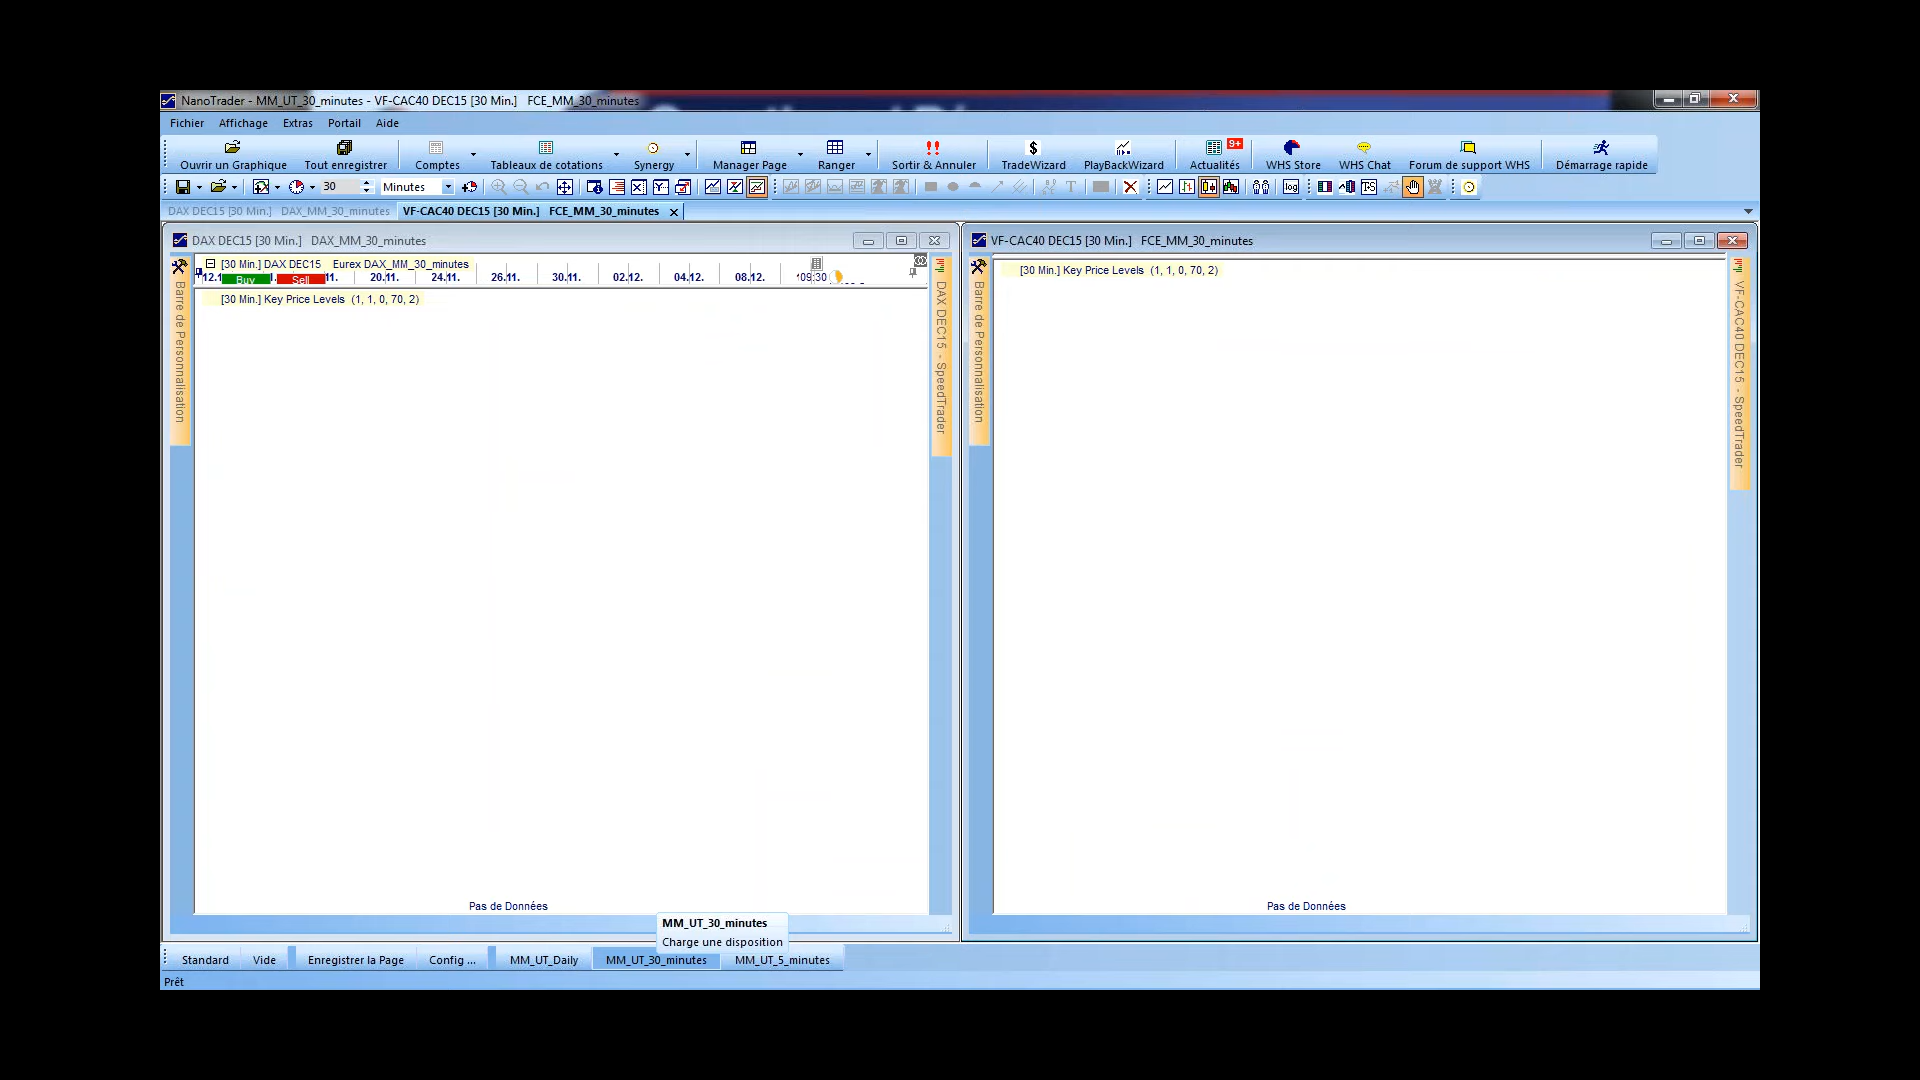 NanoTrader - MM_UT_30_minutes - VF-CAC40 DEC15 [30 Min.]   FCE_MM_30_minutes
Fichier Affichage Extras Portail Aide
Ouvrir un Graphique Tout enregistrer Comptes Tableaux de cotations Synergy Manager Page Ranger Sortir & Annuler TradeWizard PlayBackWizard Actualités 9+ WHS Store WHS Chat Forum de support WHS Démarrage rapide
30 Minutes log
DAX DEC15 [30 Min.]   DAX_MM_30_minutes VF-CAC40 DEC15 [30 Min.]   FCE_MM_30_minutes
DAX DEC15 [30 Min.]   DAX_MM_30_minutes
Barre de Personnalisation
[30 Min.] DAX DEC15   Eurex DAX_MM_30_minutes
Buy Sell 20.11. 24.11. 26.11. 30.11. 02.12. 04.12. 08.12. 09:30
[30 Min.] Key Price Levels  (1, 1, 0, 70, 2)
DAX DEC15 - SpeedTrader
Pas de Données
VF-CAC40 DEC15 [30 Min.]   FCE_MM_30_minutes
Barre de Personnalisation
[30 Min.] Key Price Levels  (1, 1, 0, 70, 2)
VF-CAC40 DEC15 - SpeedTrader
Pas de Données
MM_UT_30_minutes
Charge une disposition
Standard Vide Enregistrer la Page Config ... MM_UT_Daily MM_UT_30_minutes MM_UT_5_minutes
Prêt